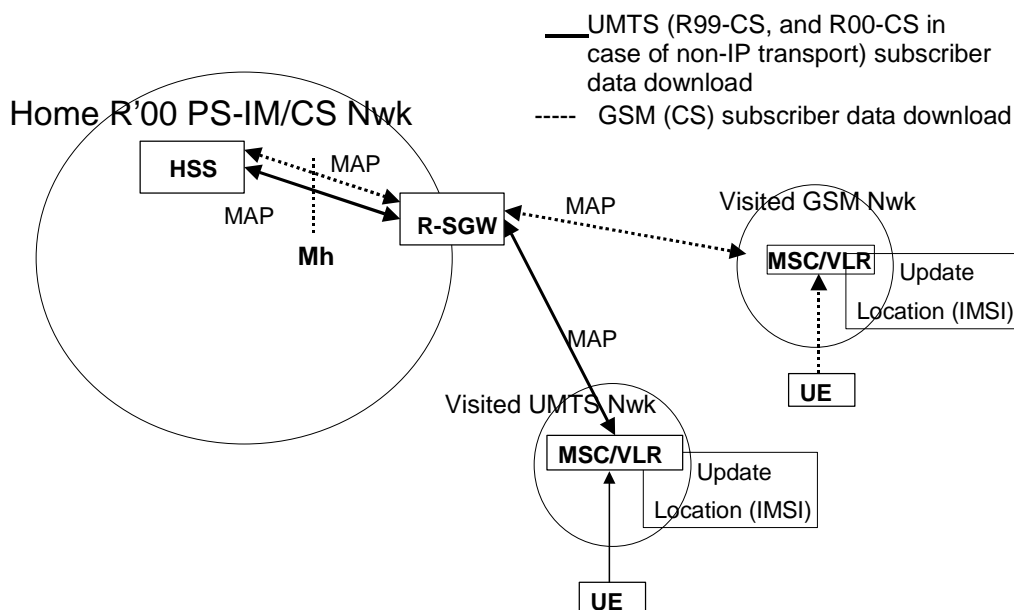 UMTS (R99-CS, and R00-CS in
case of non-IP transport) subscriber
data download
GSM (CS) subscriber data download
Home R'00 PS-IM/CS Nwk
HSS
MAP
MAP
Mh
R-SGW
MAP
Visited GSM Nwk
MSC/VLR
Update
Location (IMSI)
UE
MAP
Visited UMTS Nwk
MSC/VLR
Update
Location (IMSI)
UE